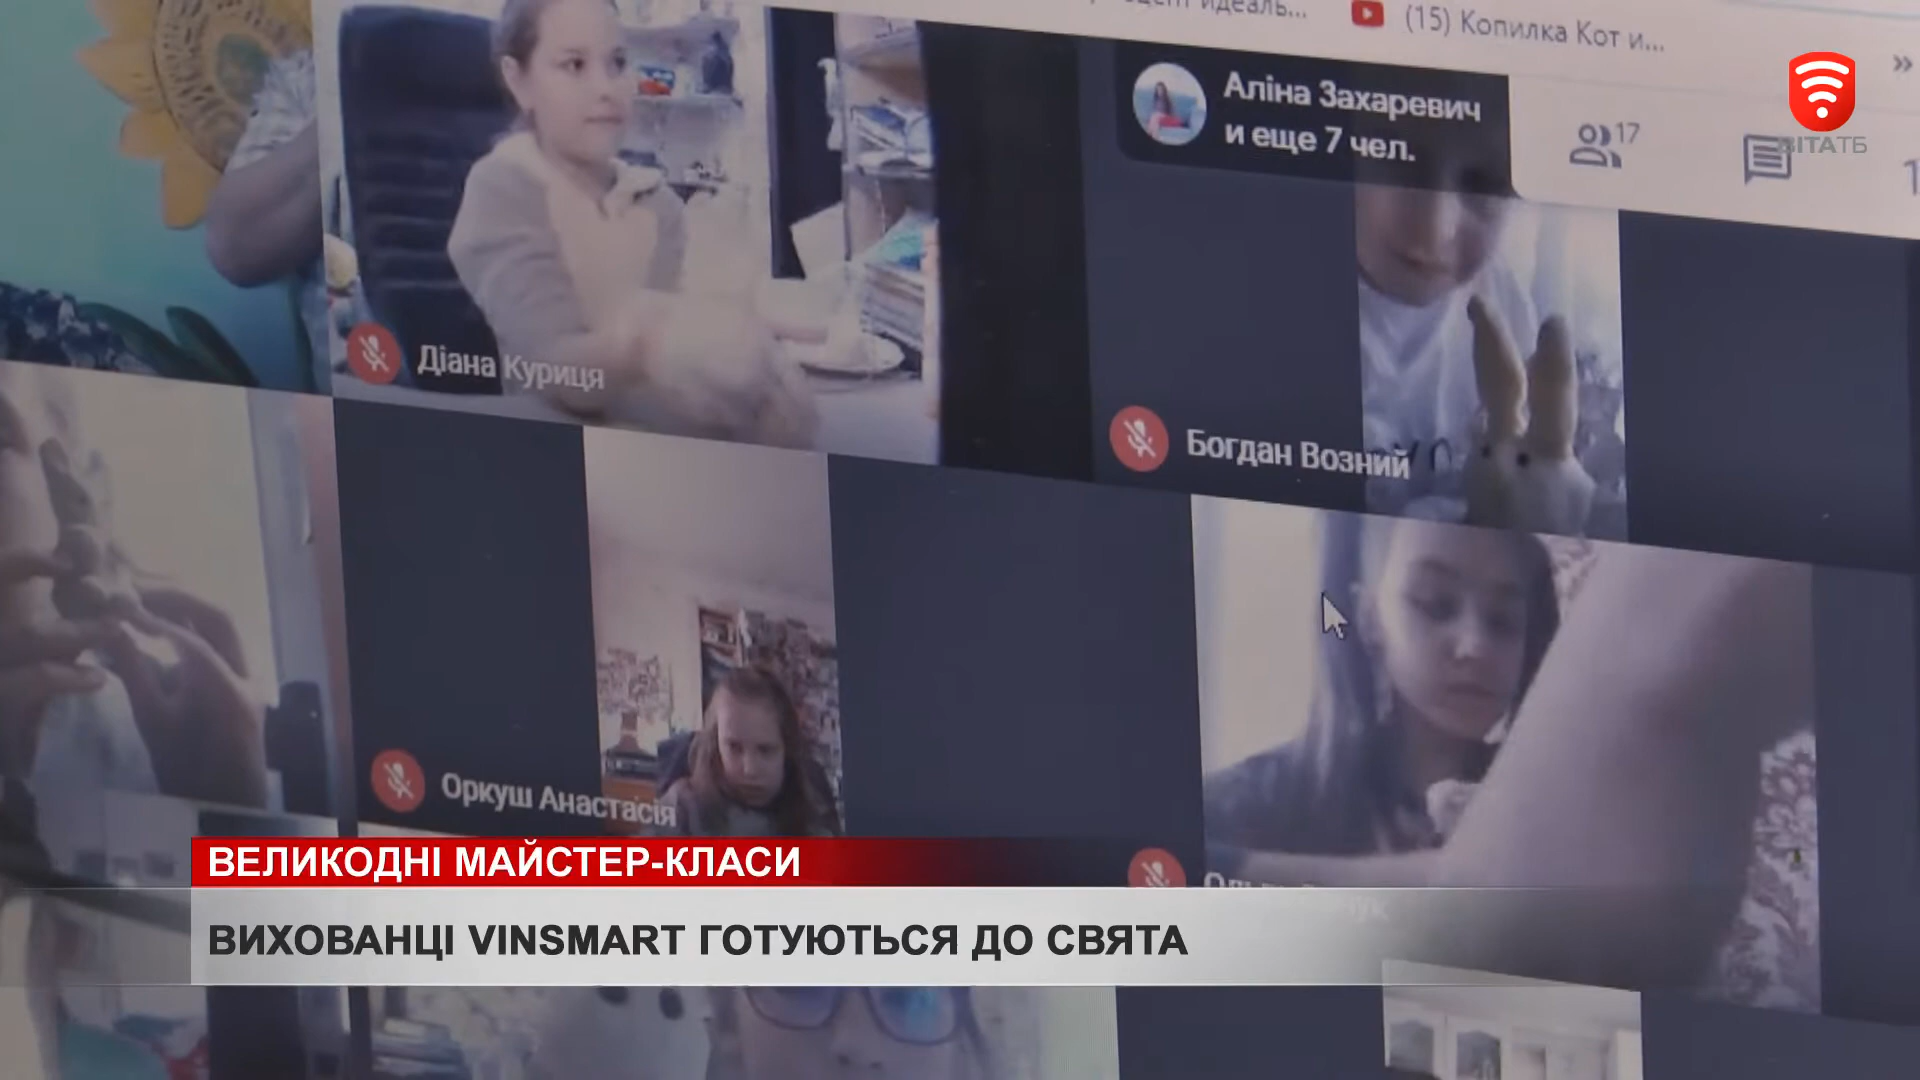 (15) Копилка Кот и...
»
Аліна Захаревич
и еще 7 чел.
17
ВІТАТБ
Діана Куриця
Богдан Возний
Оркуш Анастасія
ВЕЛИКОДНІ МАЙСТЕР-КЛАСИ
ВИХОВАНЦІ VINSMART ГОТУЮТЬСЯ ДО СВЯТА